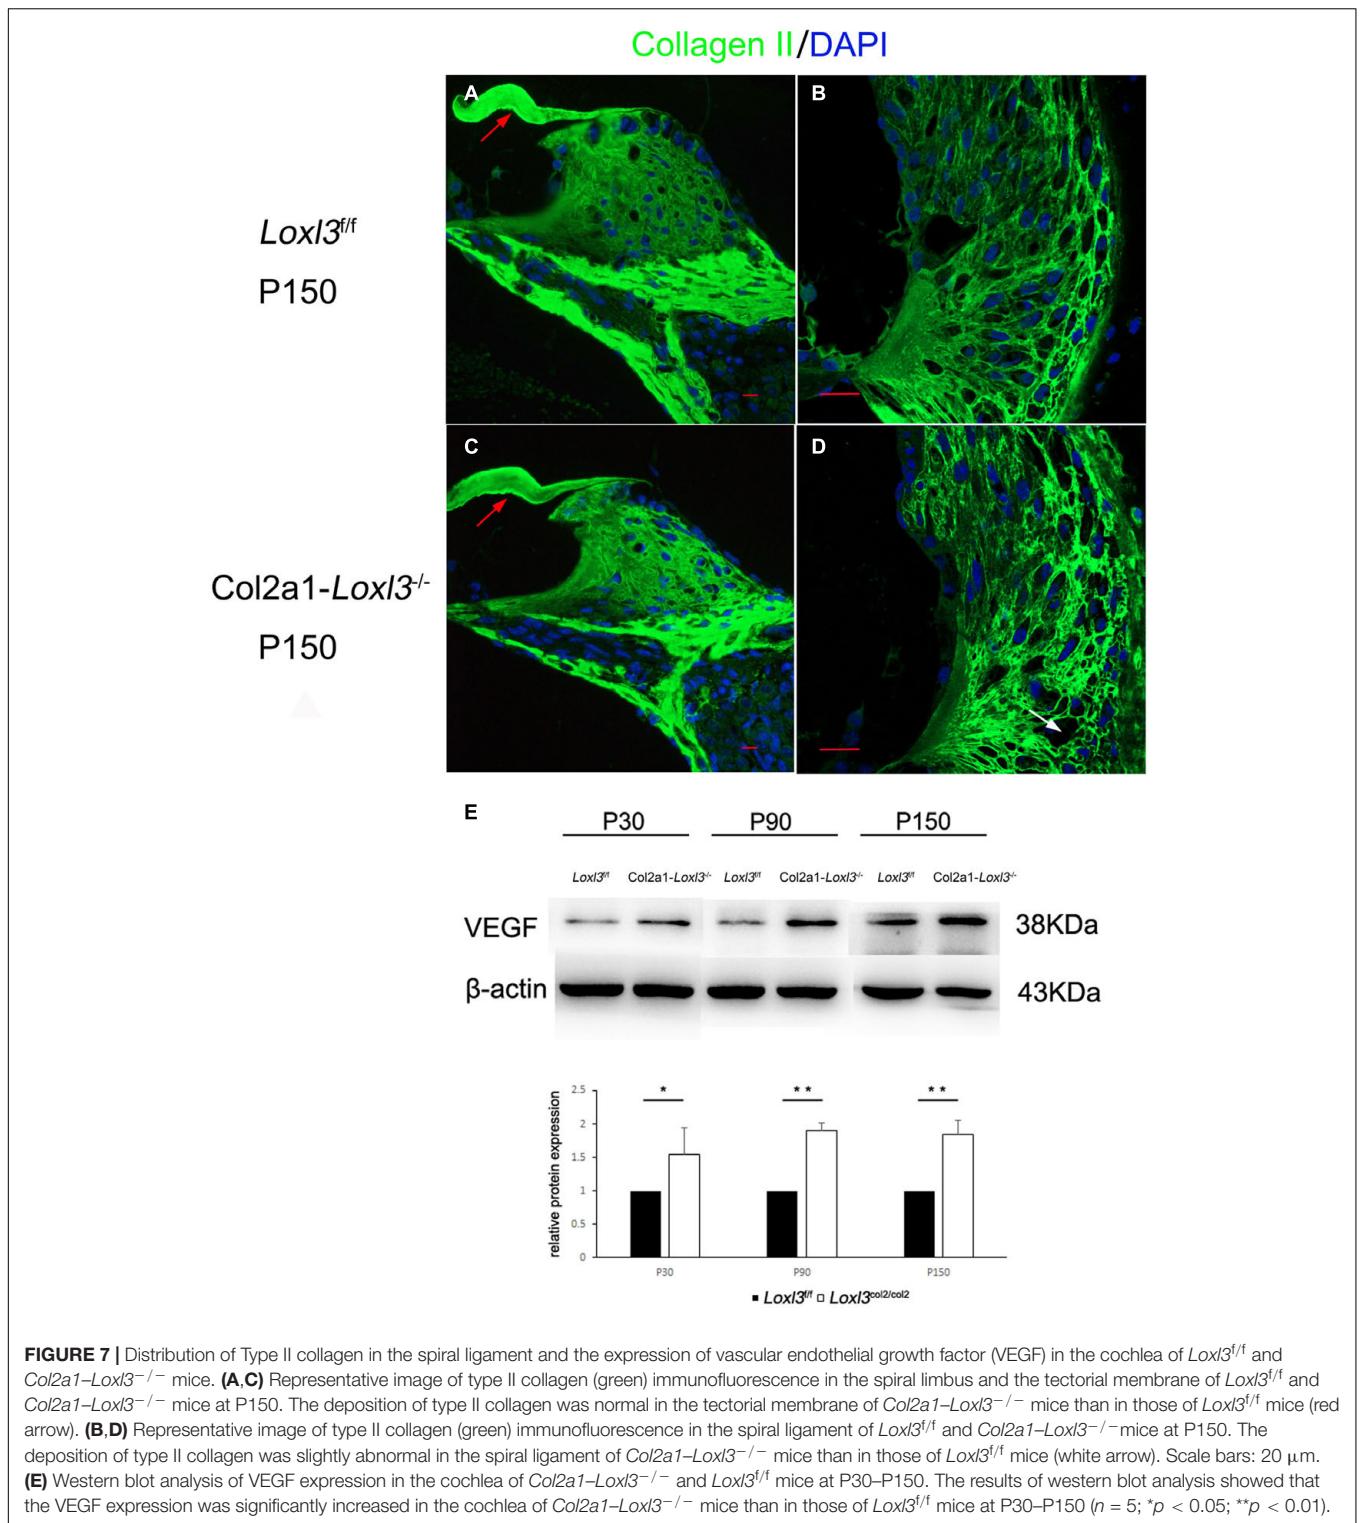 Collagen II/DAPI
A
B
Loxl3f/f
P150
C
D
Col2a1-Loxl3-/-
P150
E
P30 P90 P150
Loxl3f/f Col2a1-Loxl3-/- Loxl3f/f Col2a1-Loxl3-/- Loxl3f/f Col2a1-Loxl3-/-
VEGF 38KDa
β-actin 43KDa
relative protein expression
2.5
2
1.5
1
0.5
0
* ** **
P30 P90 P150
Loxl3f/f Loxl3col2/col2
FIGURE 7 | Distribution of Type II collagen in the spiral ligament and the expression of vascular endothelial growth factor (VEGF) in the cochlea of Loxl3f/f and
Col2a1–Loxl3−/− mice. (A,C) Representative image of type II collagen (green) immunofluorescence in the spiral limbus and the tectorial membrane of Loxl3f/f and
Col2a1–Loxl3−/− mice at P150. The deposition of type II collagen was normal in the tectorial membrane of Col2a1–Loxl3−/− mice than in those of Loxl3f/f mice (red
arrow). (B,D) Representative image of type II collagen (green) immunofluorescence in the spiral ligament of Loxl3f/f and Col2a1–Loxl3−/−mice at P150. The
deposition of type II collagen was slightly abnormal in the spiral ligament of Col2a1–Loxl3−/− mice than in those of Loxl3f/f mice (white arrow). Scale bars: 20 μm.
(E) Western blot analysis of VEGF expression in the cochlea of Col2a1–Loxl3−/− and Loxl3f/f mice at P30–P150. The results of western blot analysis showed that
the VEGF expression was significantly increased in the cochlea of Col2a1–Loxl3−/− mice than in those of Loxl3f/f mice at P30–P150 (n = 5; *p < 0.05; **p < 0.01).